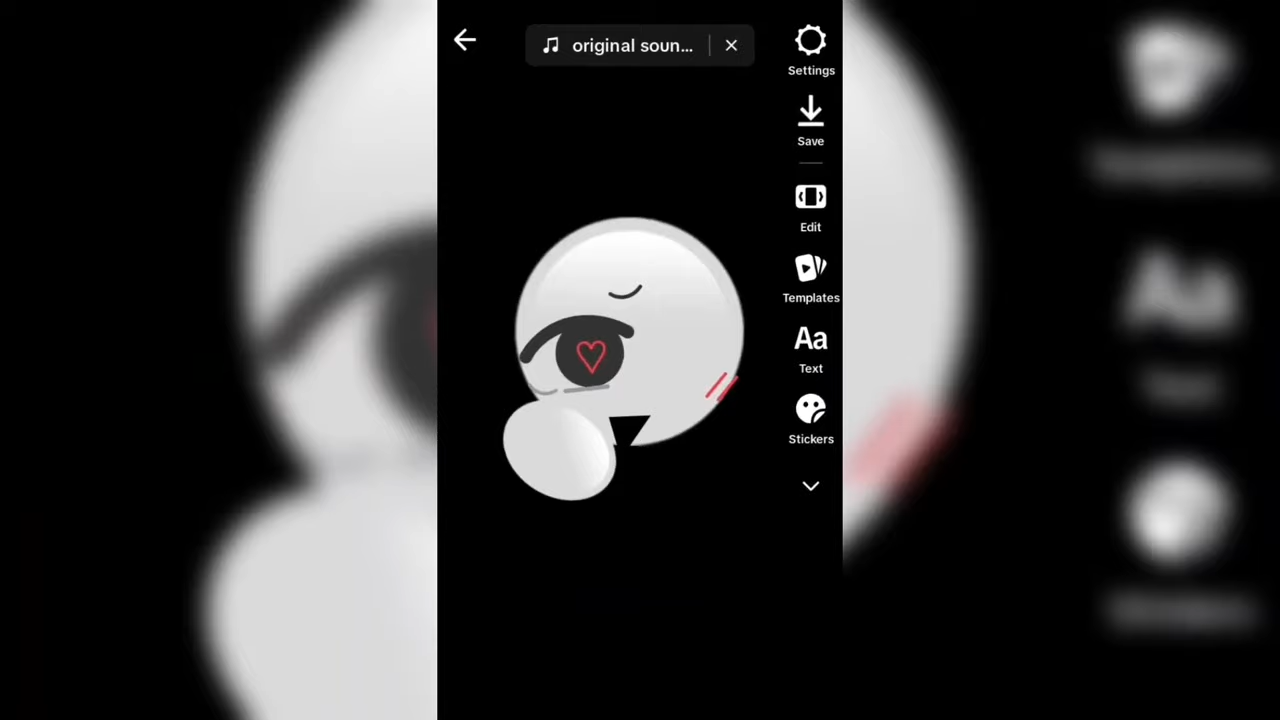 original soun...
Settings
Save
Edit
Templates
Aa
Text
Stickers